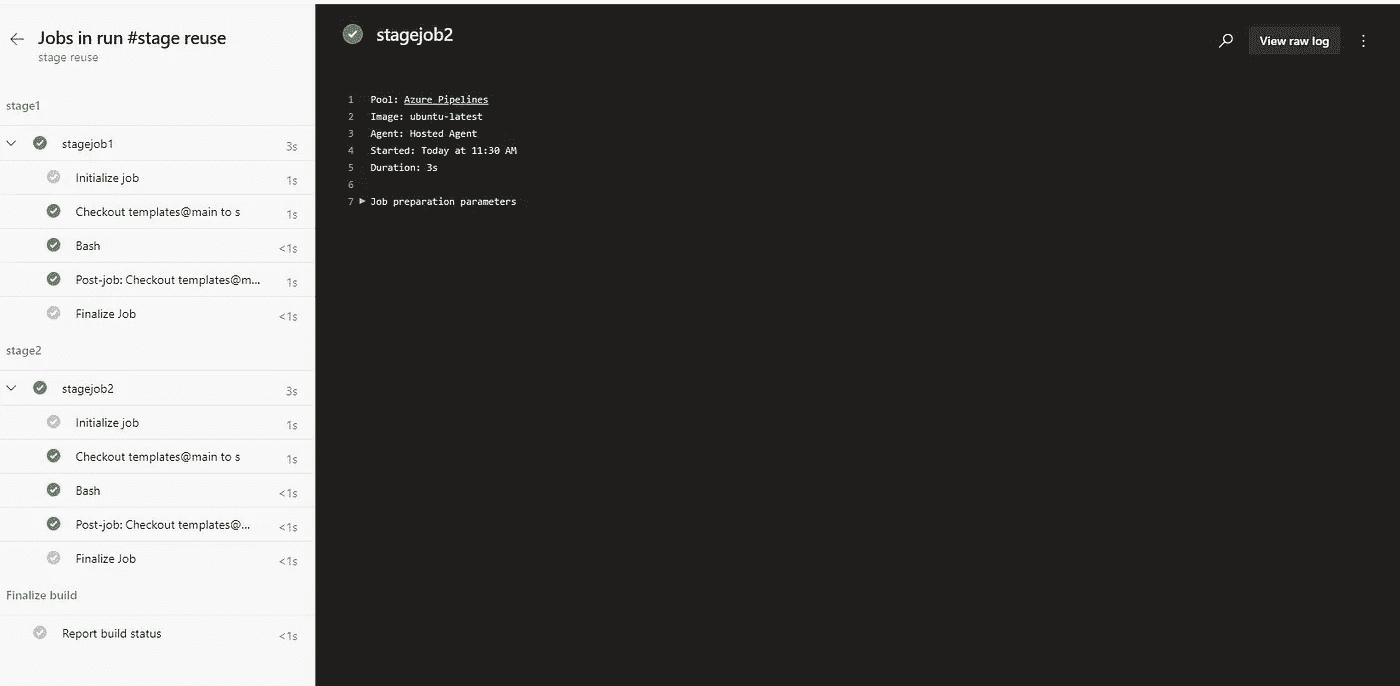 Jobs in run #stage reuse
stage reuse
stage1
stagejob1 3s
Initialize job 1s
Checkout templates@main to s 1s
Bash <1s
Post-job: Checkout templates@m... 1s
Finalize Job <1s
stage2
stagejob2 3s
Initialize job 1s
Checkout templates@main to s 1s
Bash <1s
Post-job: Checkout templates@... <1s
Finalize Job <1s
Finalize build
Report build status <1s
stagejob2
View raw log
1 Pool: Azure Pipelines
2 Image: ubuntu-latest
3 Agent: Hosted Agent
4 Started: Today at 11:30 AM
5 Duration: 3s
6
7 Job preparation parameters